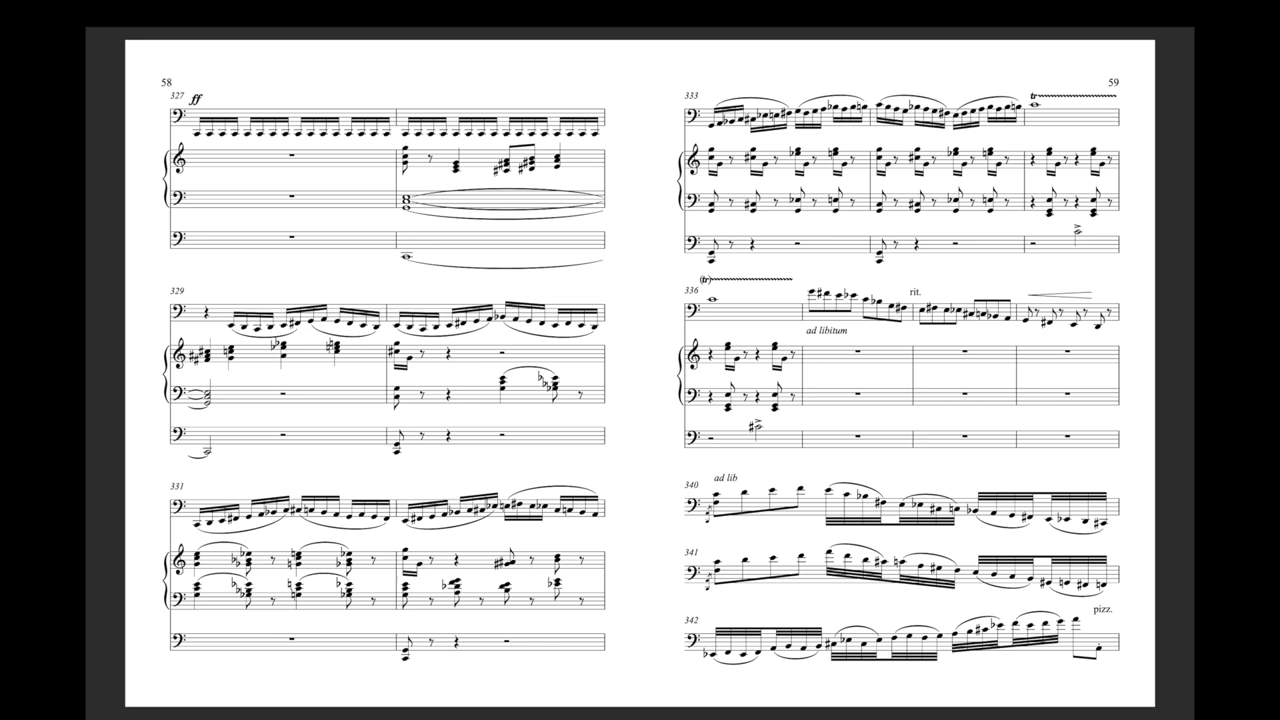 58
327
ff
329
331
59
333
tr
336
(tr)
rit.
ad libitum
340
ad lib
341
342
pizz.